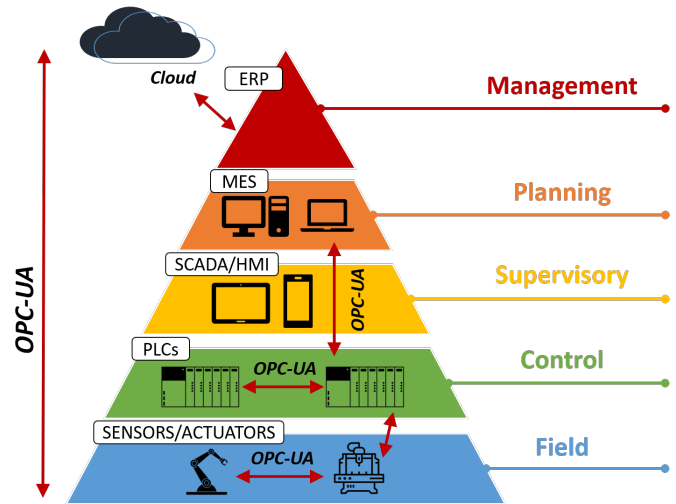 Cloud
ERP
Management
MES
Planning
SCADA/HMI
Supervisory
OPC-UA
OPC-UA
PLCs
OPC-UA
Control
SENSORS/ACTUATORS
OPC-UA
Field